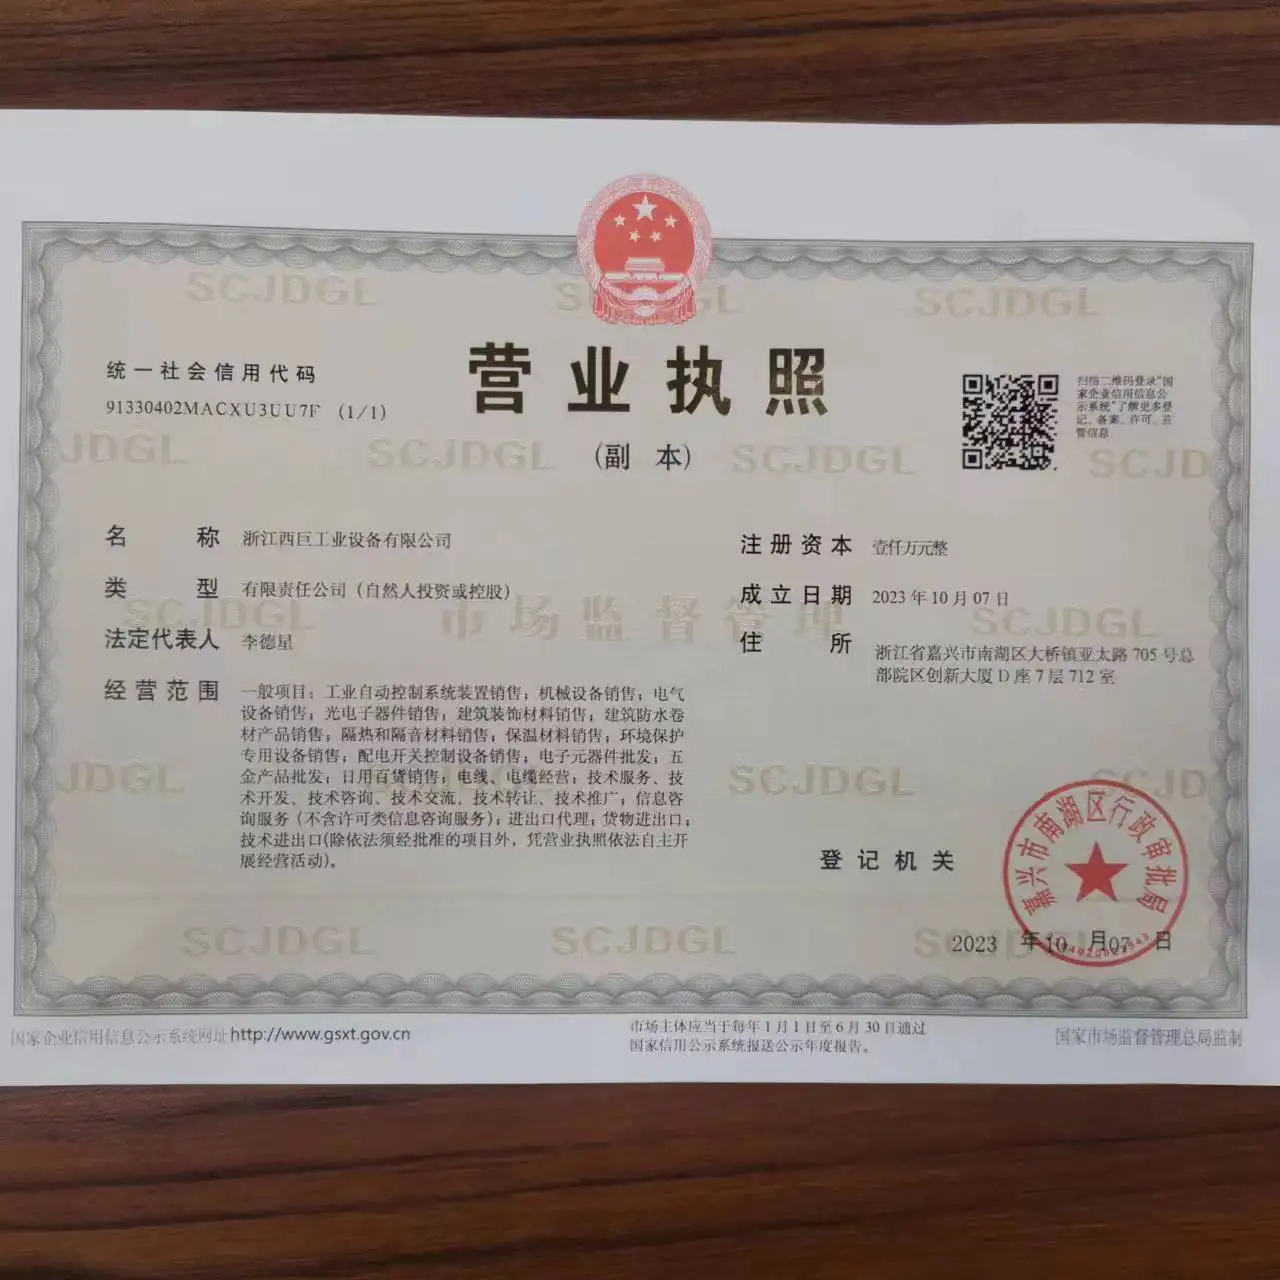 统一社会信用代码
91330402MACXU3UU7F (1/1)
营业执照
(副 本)
扫描二维码登录“国
家企业信用信息公
示系统”了解更多登
记、备案、许可、监
管信息
名 称 浙江西巨工业设备有限公司
类 型 有限责任公司（自然人投资或控股）
法定代表人 李德星
经营范围 一般项目：工业自动控制系统装置销售；机械设备销售；电气
设备销售；光电子器件销售；建筑装饰材料销售；建筑防水卷
材产品销售；隔热和隔音材料销售；保温材料销售；环境保护
专用设备销售；配电开关控制设备销售；电子元器件批发；五
金产品批发；日用百货销售；电线、电缆经营；技术服务、技
术开发、技术咨询、技术交流、技术转让、技术推广；信息咨
询服务（不含许可类信息咨询服务）；进出口代理；货物进出口；
技术进出口(除依法须经批准的项目外，凭营业执照依法自主开
展经营活动)。
注册资本 壹仟万元整
成立日期 2023年10月07日
住 所 浙江省嘉兴市南湖区大桥镇亚太路705号总
部院区创新大厦D座7层712室
登记机关
嘉兴市南湖区行政审批局
2023 年10 月07 日
SCJDGL
市场监督管理
国家企业信用信息公示系统网址http://www.gsxt.gov.cn
市场主体应当于每年1月1日至6月30日通过
国家信用公示系统报送公示年度报告。
国家市场监督管理总局监制